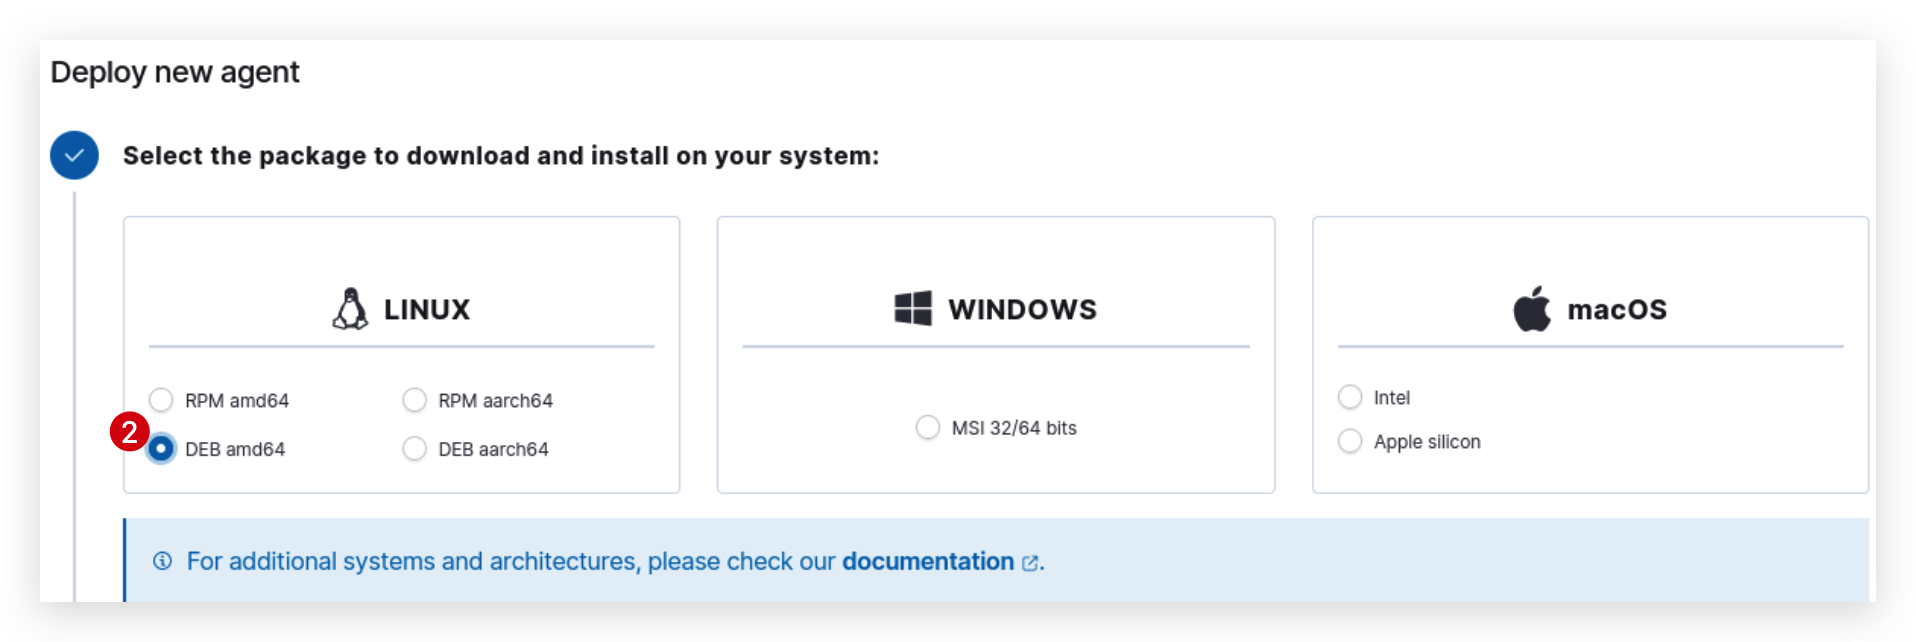 Deploy new agent
Select the package to download and install on your system:
LINUX
RPM amd64
RPM aarch64
2
DEB amd64
DEB aarch64
WINDOWS
MSI 32/64 bits
macOS
Intel
Apple silicon
For additional systems and architectures, please check our documentation.